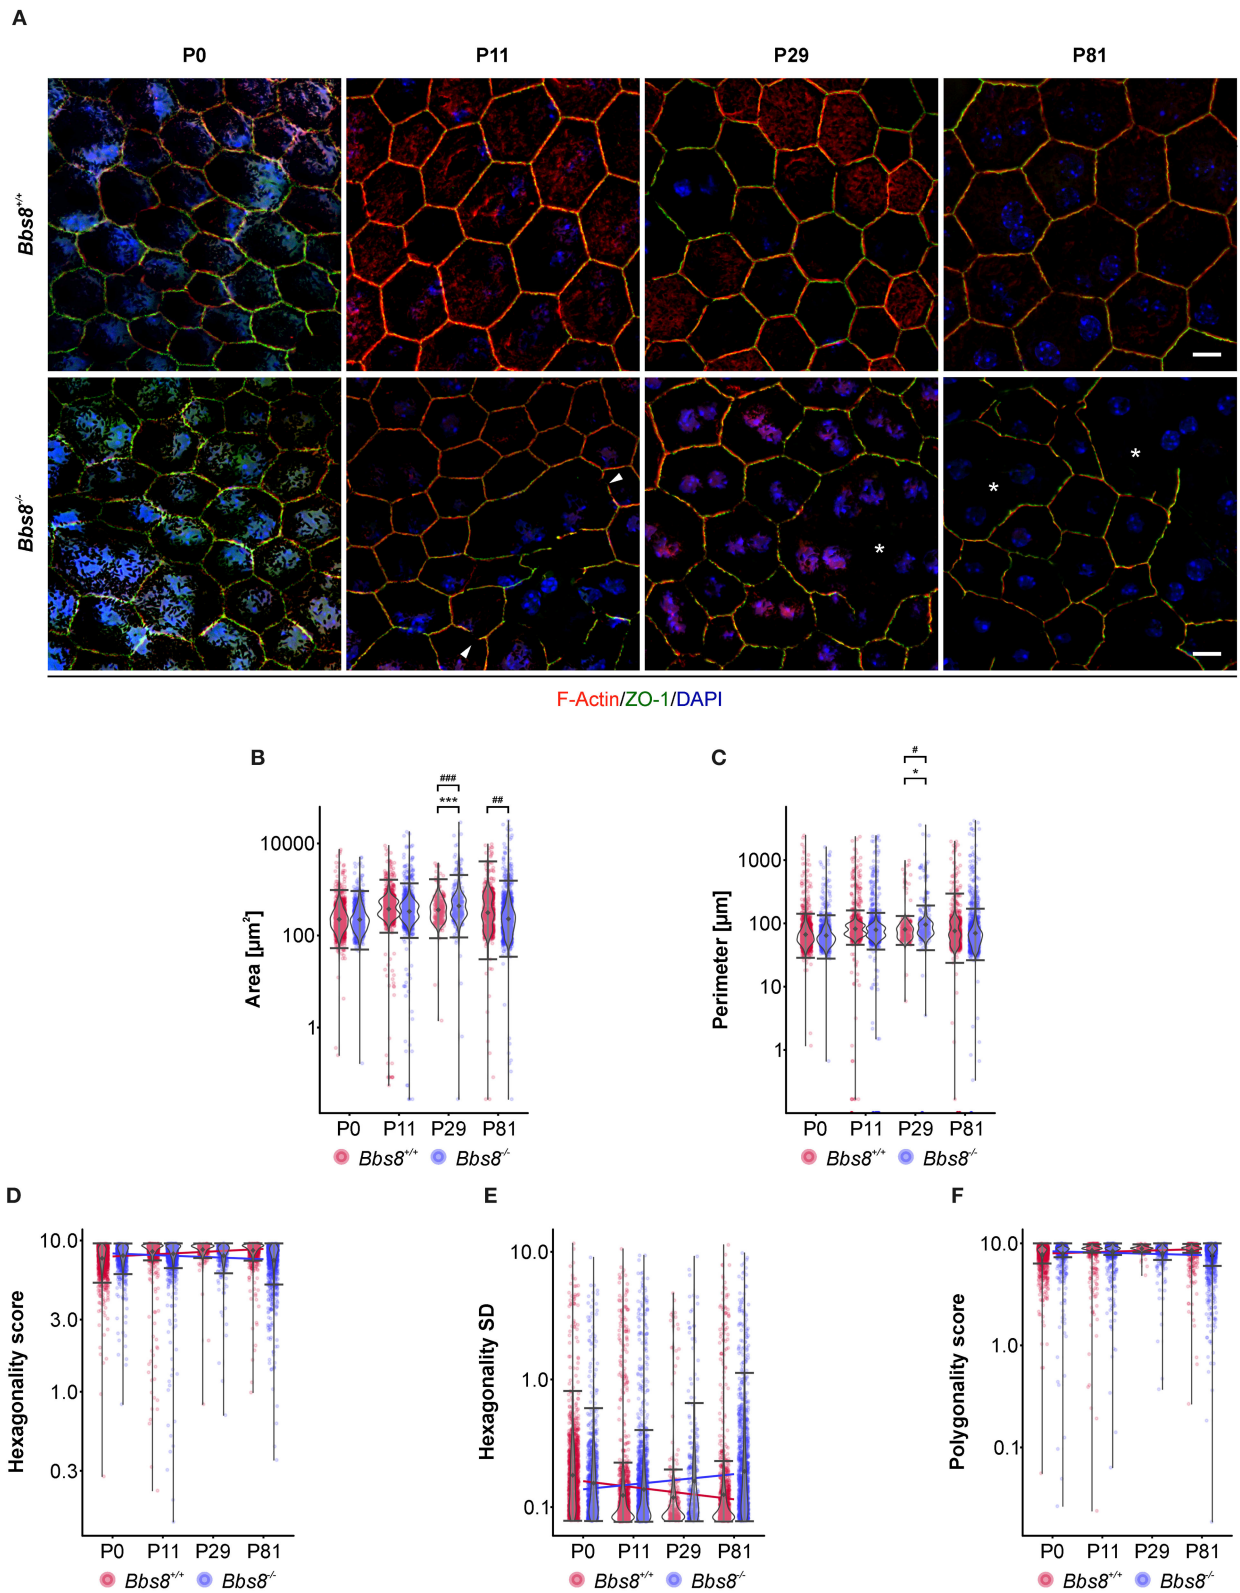 A
P0 P11 P29 P81
Bbs8+/+
* *
Bbs8-/-
*
F-Actin/ZO-1/DAPI
B C
#
### *
*** ##
10000
100
1
Area [µm²]
P0 P11 P29 P81
Bbs8+/+ Bbs8-/-
1000
100
10
1
Perimeter [µm]
P0 P11 P29 P81
Bbs8+/+ Bbs8-/-
D E F
10.0
3.0
1.0
0.3
Hexagonality score
P0 P11 P29 P81
Bbs8+/+ Bbs8-/-
10.0
1.0
0.1
Hexagonality SD
P0 P11 P29 P81
Bbs8+/+ Bbs8-/-
10.0
1.0
0.1
Polygonality score
P0 P11 P29 P81
Bbs8+/+ Bbs8-/-